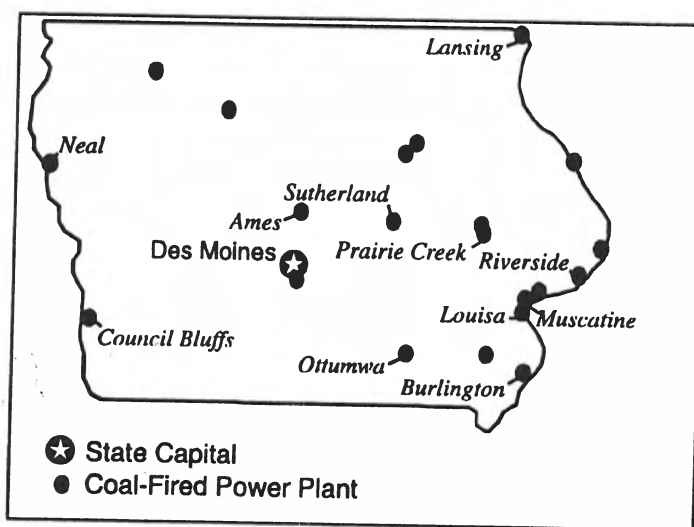 Lansing
Neal
Sutherland
Ames
Des Moines
Prairie Creek
Riverside
Louisa
Muscatine
Council Bluffs
Ottumwa
Burlington
State Capital
Coal-Fired Power Plant